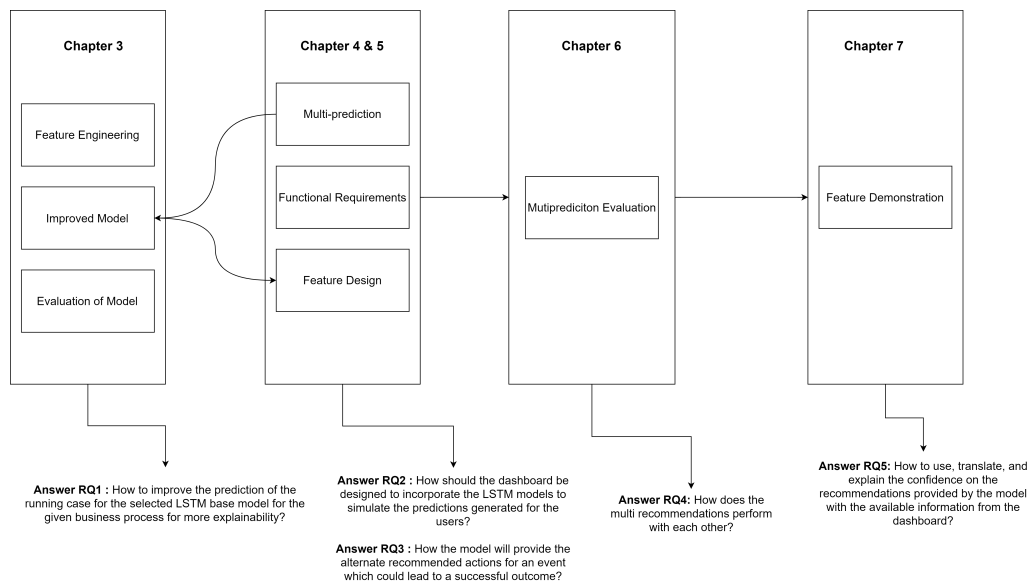 Chapter 3
Feature Engineering
Improved Model
Evaluation of Model
Chapter 4 & 5
Multi-prediction
Functional Requirements
Feature Design
Chapter 6
Mutiprediciton Evaluation
Chapter 7
Feature Demonstration
Answer RQ1 : How to improve the prediction of the
running case for the selected LSTM base model for the
given business process for more explainability?
Answer RQ2 : How should the dashboard be
designed to incorporate the LSTM models to
simulate the predictions generated for the
users?
Answer RQ3 : How the model will provide the
alternate recommended actions for an event
which could lead to a successful outcome?
Answer RQ4: How does the
multi recommendations perform
with each other?
Answer RQ5: How to use, translate, and
explain the confidence on the
recommendations provided by the model
with the available information from the
dashboard?